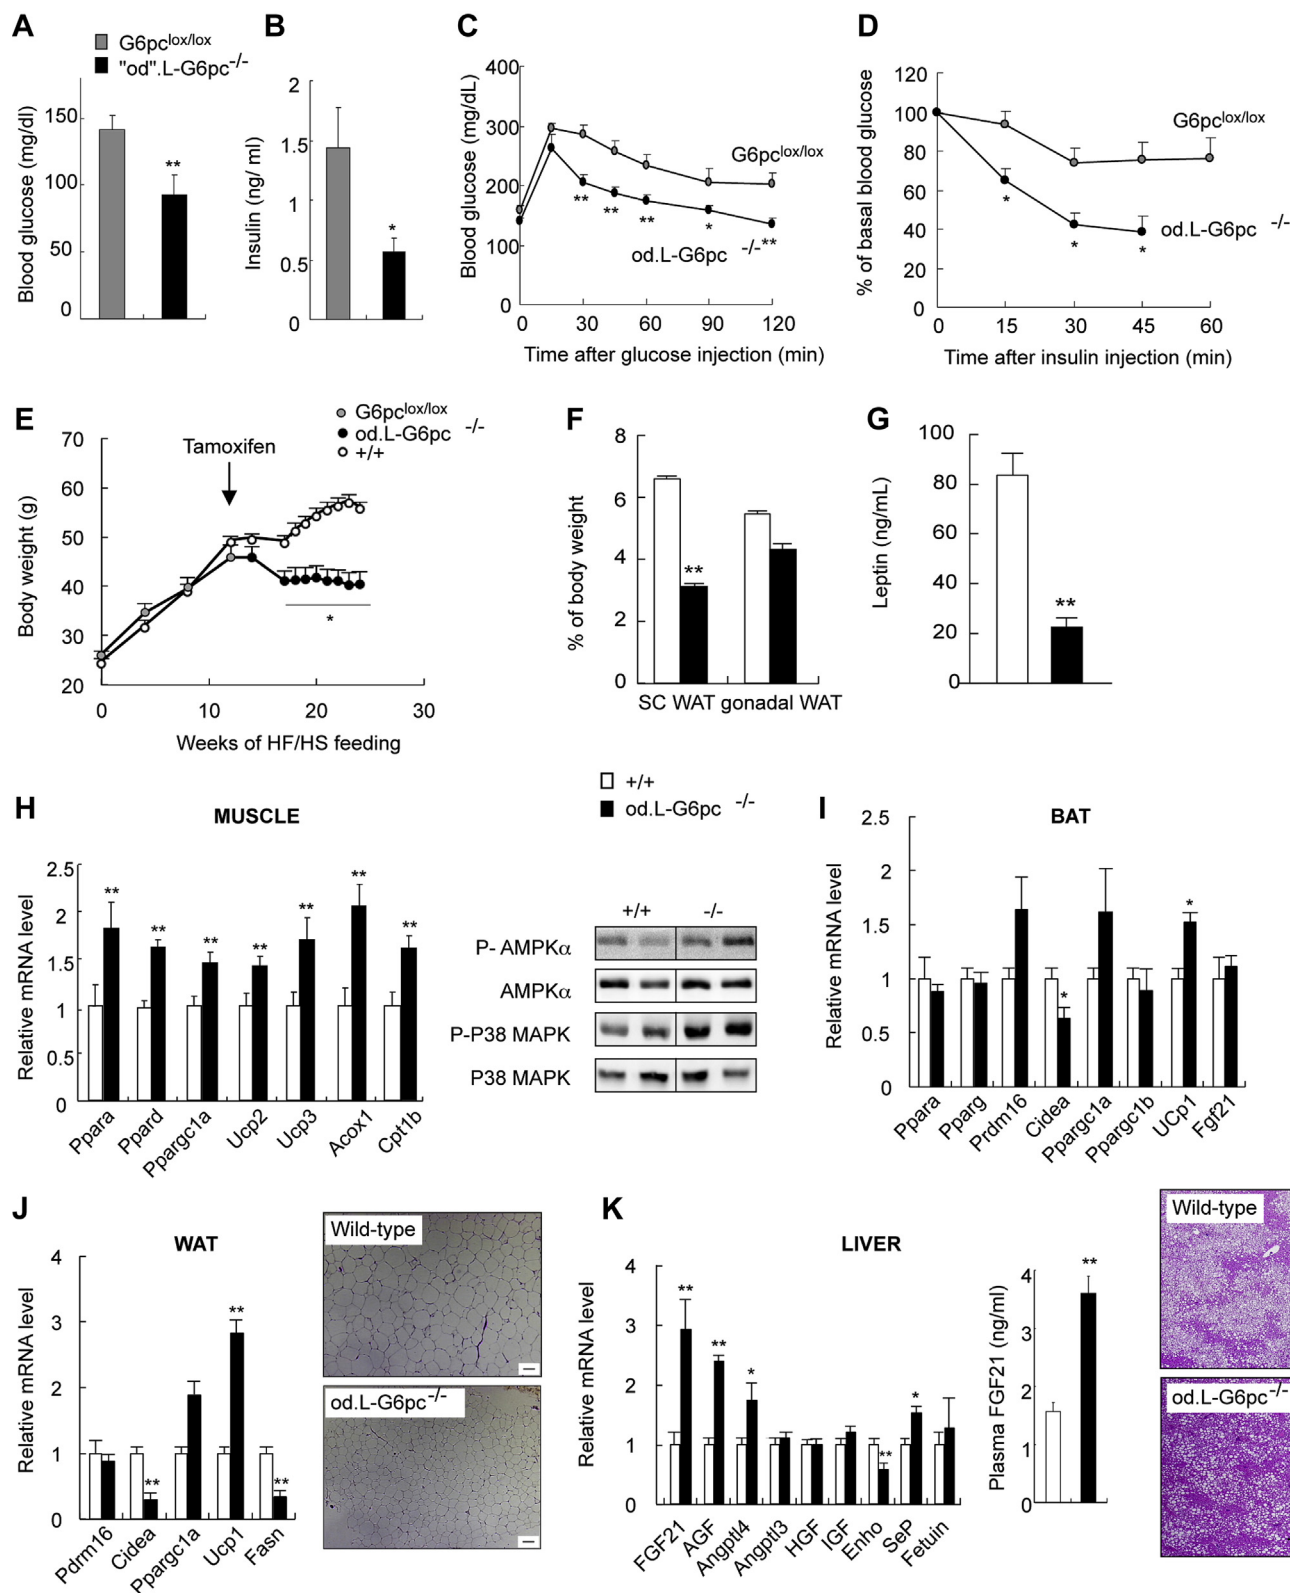 A
G6pc^lox/lox
"od".L-G6pc^-/-
Blood glucose (mg/dl)
150
100
50
0
**
B
Insulin (ng/ ml)
2
1.5
1
0.5
0
*
C
Blood glucose (mg/dL)
400
300
200
100
000
G6pc^lox/lox
** ** ** * **
od.L-G6pc -/-
0 30 60 90 120
Time after glucose injection (min)
D
% of basal blood glucose
120
100
80
60
40
20
0
G6pc^lox/lox
od.L-G6pc -/-
* * *
0 15 30 45 60
Time after insulin injection (min)
E
G6pc^lox/lox
od.L-G6pc -/-
+/+
Tamoxifen
Body weight (g)
70
60
50
40
30
20
*
0 10 20 30
Weeks of HF/HS feeding
F
% of body weight
8
6
4
2
0
**
SC WAT gonadal WAT
G
Leptin (ng/mL)
100
80
60
40
20
0
**
+/+
od.L-G6pc -/-
H
MUSCLE
Relative mRNA level
2.5
2
1.5
1
0.5
0
** ** ** ** ** ** **
Ppara Ppard Ppargc1a Ucp2 Ucp3 Acox1 Cpt1b
+/+ -/-
P- AMPKα
AMPKα
P-P38 MAPK
P38 MAPK
I
BAT
Relative mRNA level
2.5
2
1.5
1
0.5
0
* *
Ppara Pparg Prdm16 Cidea Ppargc1a Ppargc1b UCp1 Fgf21
J
WAT
Relative mRNA level
4
3
2
1
0
** ** **
Pdrm16 Cidea Ppargc1a Ucp1 Fasn
Wild-type
od.L-G6pc^-/-
K
LIVER
Relative mRNA level
4
3
2
1
0
** ** * ** *
FGF21 AGF Angptl4 Angptl3 HGF IGF Enho SeP Fetuin
Plasma FGF21 (ng/ml)
4
3
2
1
0
**
Wild-type
od.L-G6pc^-/-